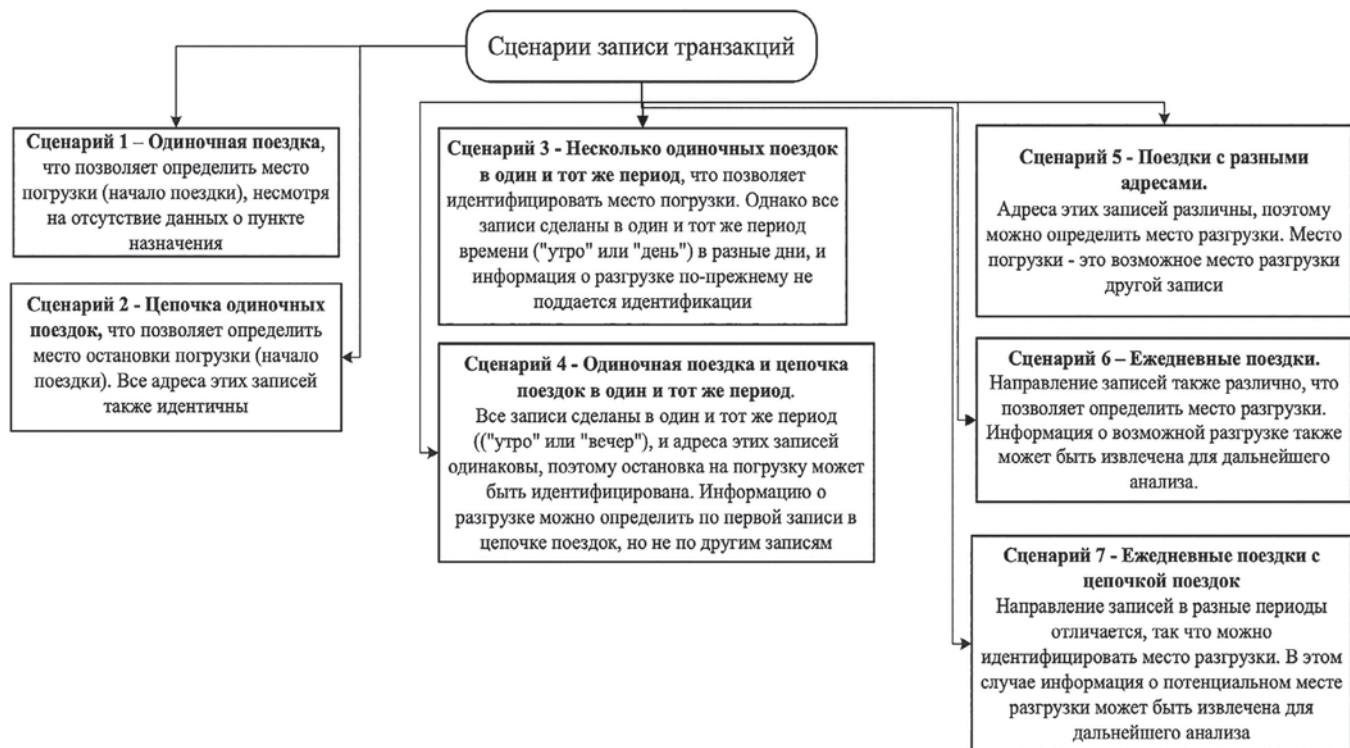 Сценарии записи транзакций
Сценарий 1 – Одиночная поездка,
что позволяет определить место
погрузки (начало поездки), несмотря
на отсутствие данных о пункте
назначения
Сценарий 2 - Цепочка одиночных
поездок, что позволяет определить
место остановки погрузки (начало
поездки). Все адреса этих записей
также идентичны
Сценарий 3 - Несколько одиночных поездок
в один и тот же период, что позволяет
идентифицировать место погрузки. Однако все
записи сделаны в один и тот же период
времени ("утро" или "день") в разные дни, и
информация о разгрузке по-прежнему не
поддается идентификации
Сценарий 4 - Одиночная поездка и цепочка
поездок в один и тот же период.
Все записи сделаны в один и тот же период
(("утро" или "вечер"), и адреса этих записей
одинаковы, поэтому остановка на погрузку может
быть идентифицирована. Информацию о
разгрузке можно определить по первой записи в
цепочке поездок, но не по другим записям
Сценарий 5 - Поездки с разными
адресами.
Адреса этих записей различны, поэтому
можно определить место разгрузки. Место
погрузки - это возможное место разгрузки
другой записи
Сценарий 6 – Ежедневные поездки.
Направление записей также различно, что
позволяет определить место разгрузки.
Информация о возможной разгрузке также
может быть извлечена для дальнейшего
анализа.
Сценарий 7 - Ежедневные поездки с
цепочкой поездок
Направление записей в разные периоды
отличается, так что можно
идентифицировать место разгрузки. В этом
случае информация о потенциальном месте
разгрузки может быть извлечена для
дальнейшего анализа